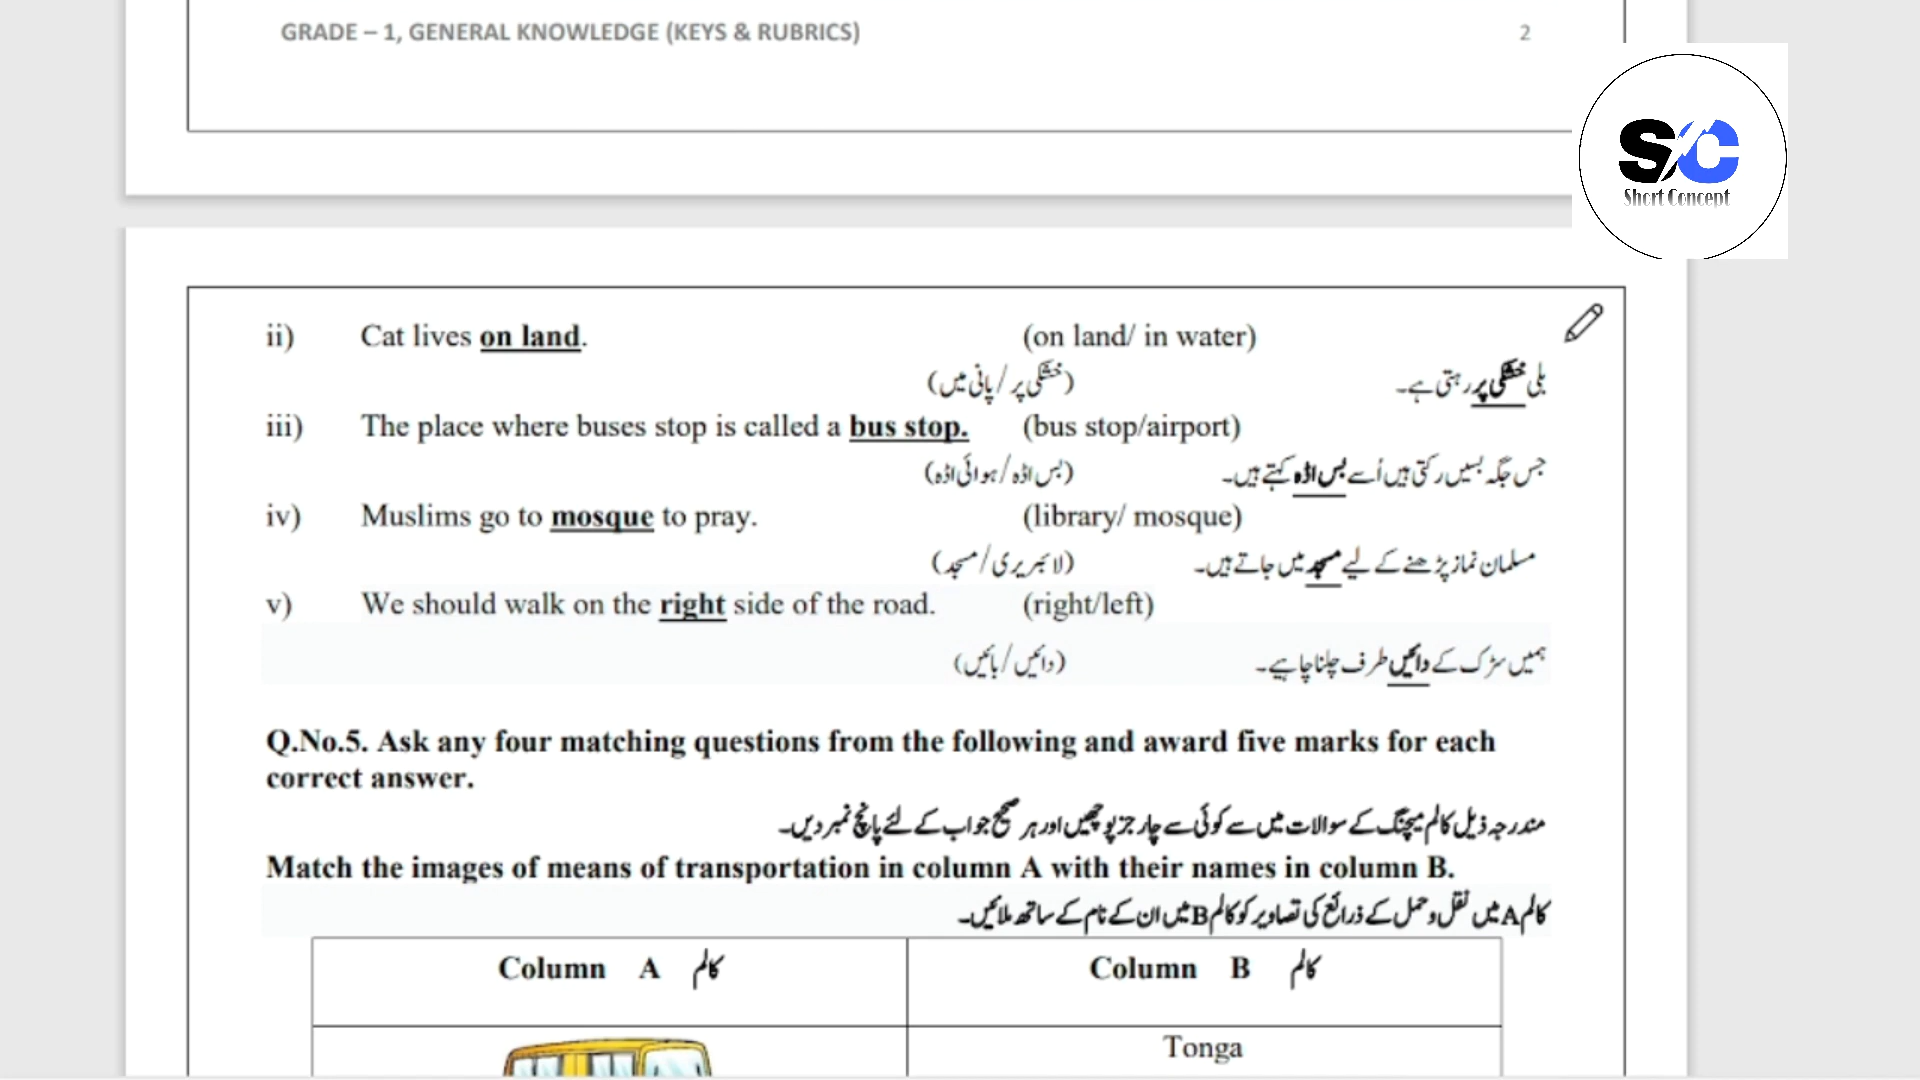 GRADE – 1, GENERAL KNOWLEDGE (KEYS & RUBRICS) 2
S/C
Short Concept
ii) Cat lives on land. (on land/ in water)
بلی خشکی پر رہتی ہے۔ (خشکی پر/ پانی میں)
iii) The place where buses stop is called a bus stop. (bus stop/airport)
جس جگہ بسیں رکتی ہیں اُسے بس اڈہ کہتے ہیں۔ (بس اڈہ/ ہوائی اڈہ)
iv) Muslims go to mosque to pray. (library/ mosque)
مسلمان نماز پڑھنے کے لیے مسجد میں جاتے ہیں۔ (لائبریری/ مسجد)
v) We should walk on the right side of the road. (right/left)
ہمیں سڑک کے دائیں طرف چلنا چاہیے۔ (دائیں/ بائیں)
Q.No.5. Ask any four matching questions from the following and award five marks for each
correct answer.
مندرجہ ذیل کالم میچنگ کے سوالات میں سے کوئی سے چار جز پوچھیں اور ہر صحیح جواب کے لئے پانچ نمبر دیں۔
Match the images of means of transportation in column A with their names in column B.
کالم A میں نقل و حمل کے ذرائع کی تصاویر کو کالم B میں ان کے نام کے ساتھ ملائیں۔
Column A کالم Column B کالم
Tonga